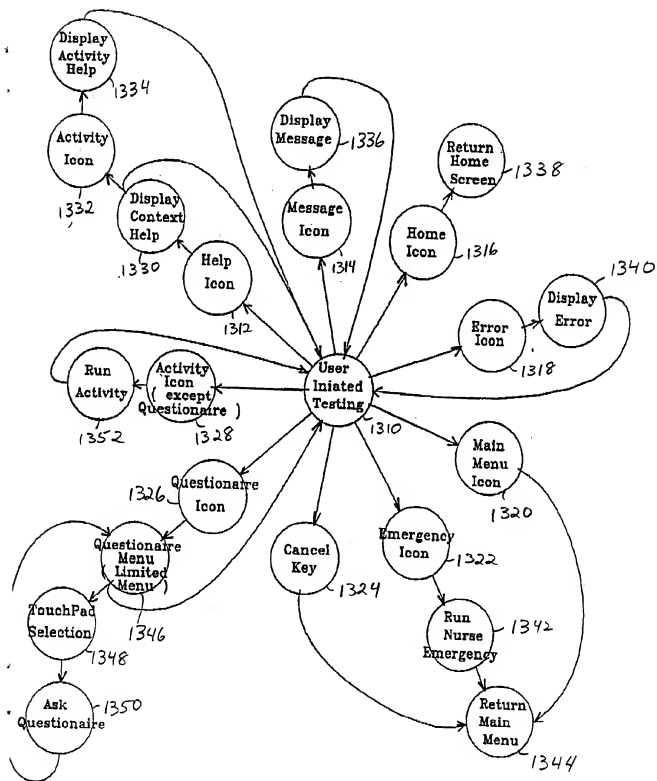 Display
Activity
Help
1334
Activity
Icon
1332
Display
Context
Help
1330
Help
Icon
1312
Display
Message
1336
Message
Icon
1314
Return
Home
Screen
1338
Home
Icon
1316
1340
Display
Error
Error
Icon
1318
User
Iniated
Testing
1310
Run
Activity
1352
Activity
Icon
( except
Questionaire )
1328
Main
Menu
Icon
1320
1326
Questionaire
Icon
Questionaire
Menu
( Limited
Menu )
1346
TouchPad
Selection
1348
Ask
Questionaire
1350
Cancel
Key
1324
Emergency
Icon
1322
Run
Nurse
Emergency
1342
Return
Main
Menu
1344